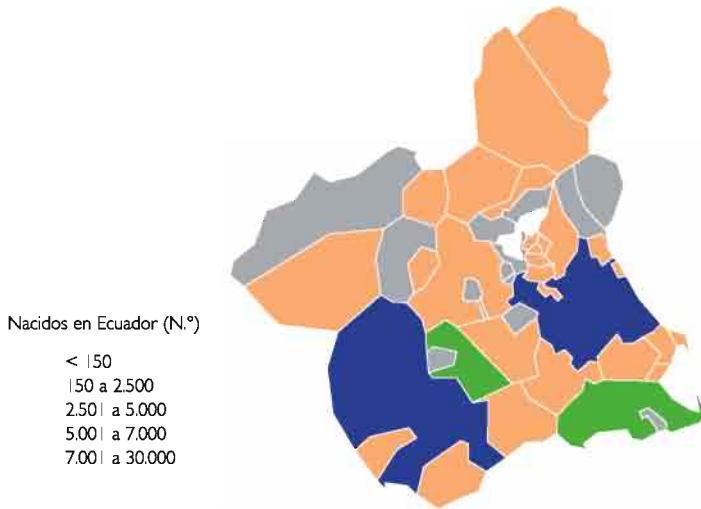 Nacidos en Ecuador (N.º)
< 150
150 a 2.500
2.501 a 5.000
5.001 a 7.000
7.001 a 30.000